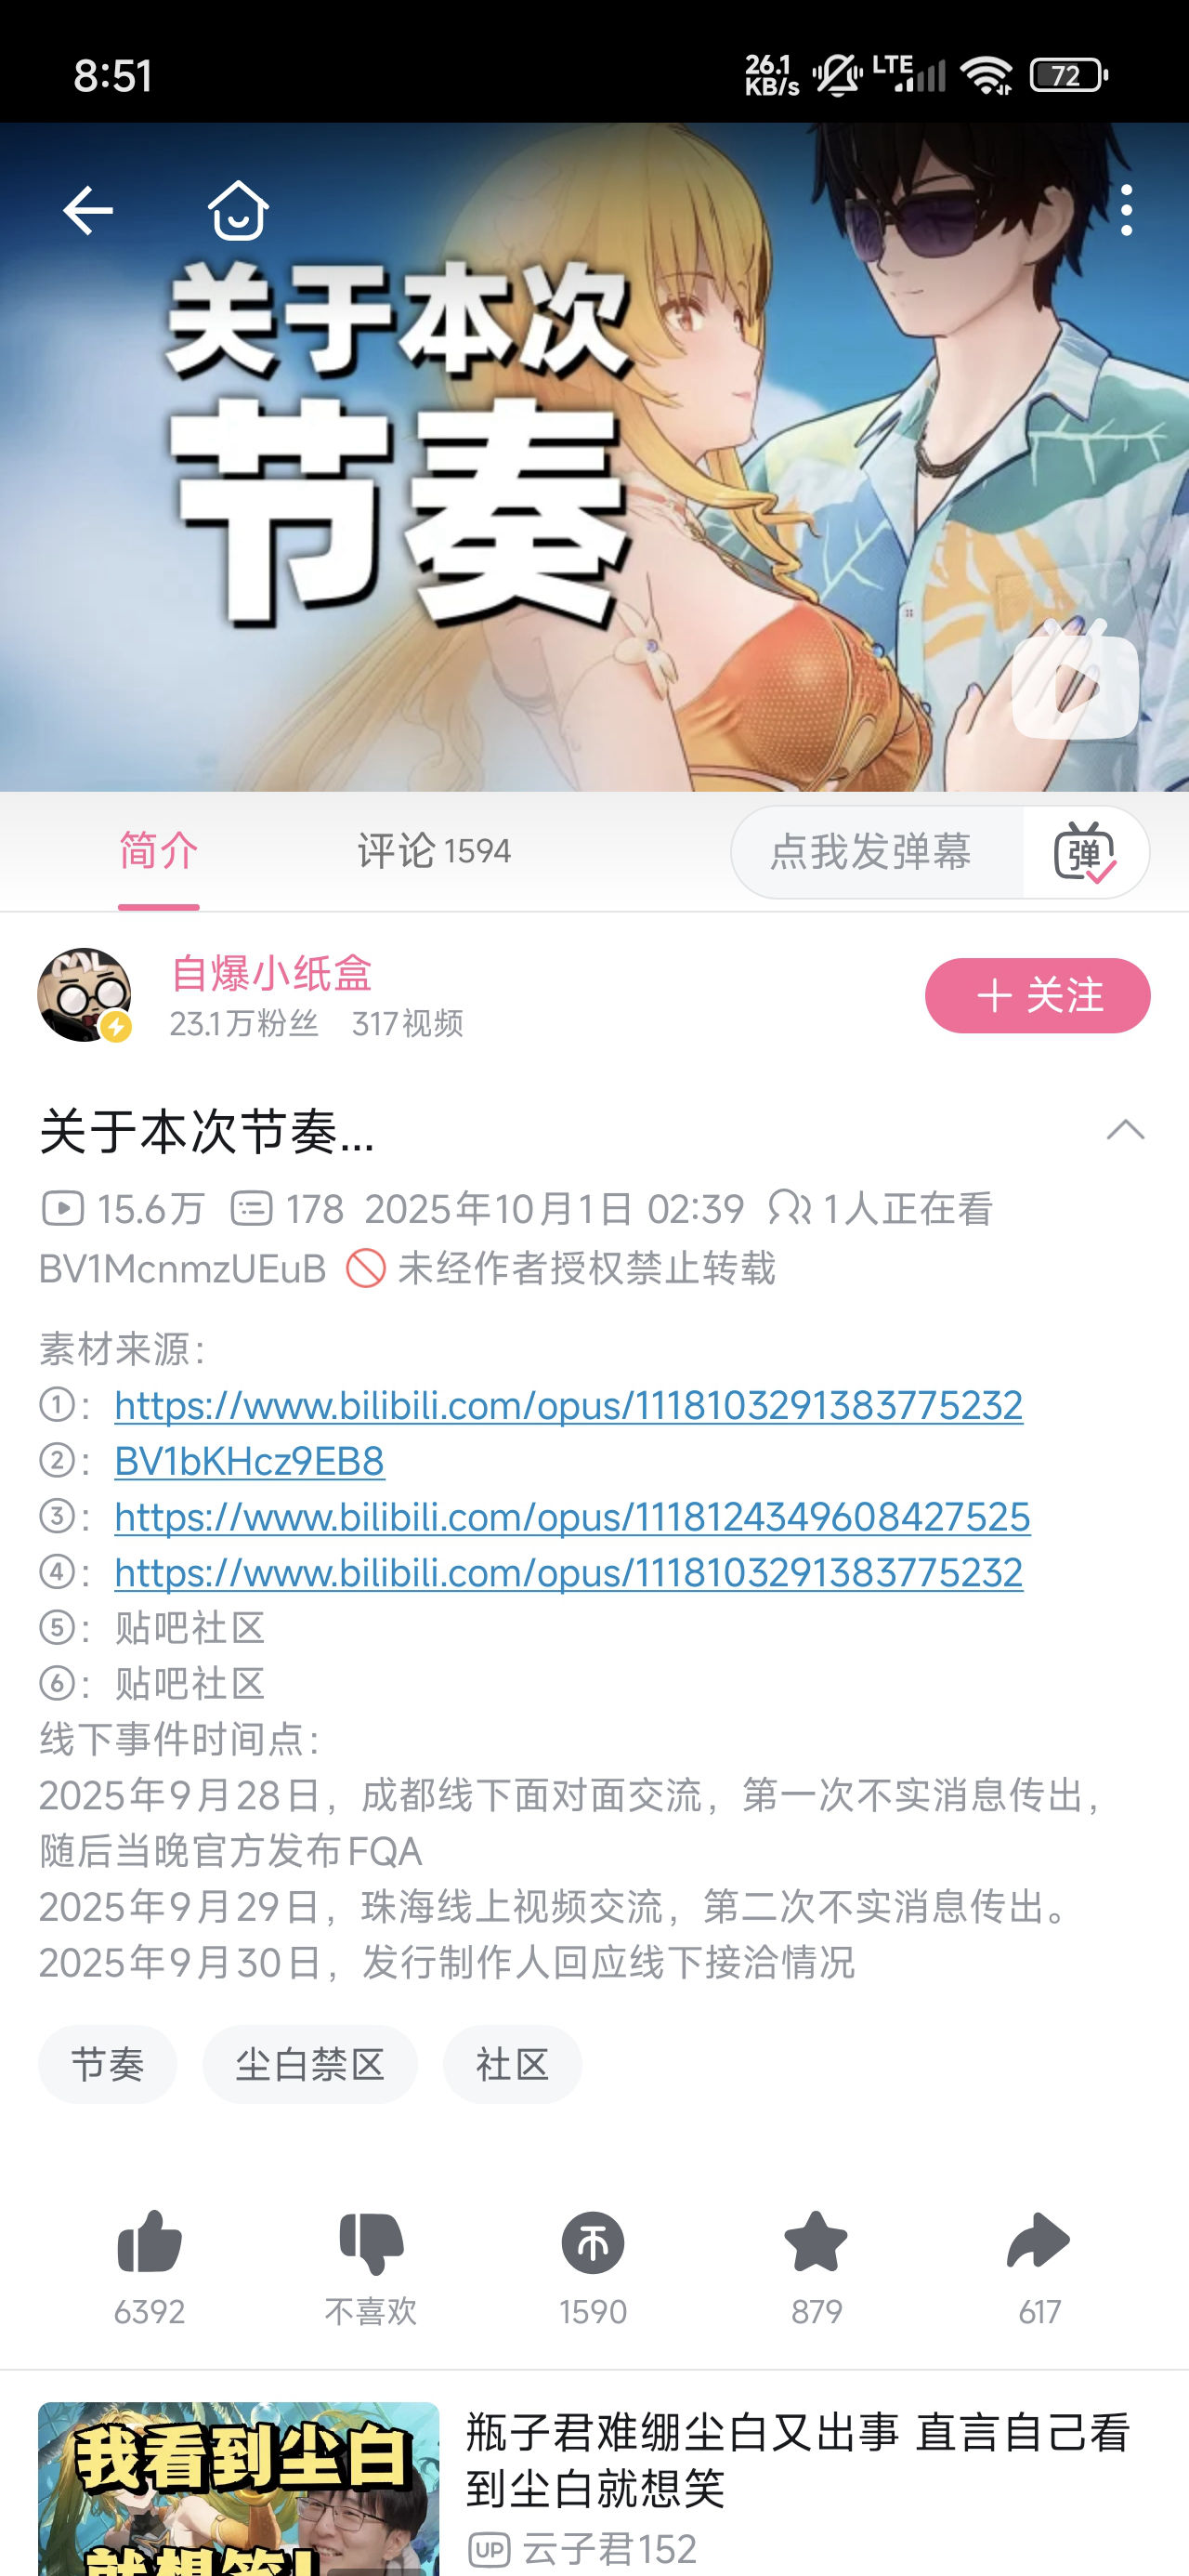 8:51
26.1 KB/s LTE 72
关于本次
节奏
简介 评论 1594 点我发弹幕 弹
自爆小纸盒
23.1万粉丝 317视频
+ 关注
关于本次节奏...
15.6万 178 2025年10月1日 02:39 1人正在看
BV1McnmzUEuB 未经作者授权禁止转载
素材来源：
①：https://www.bilibili.com/opus/1118103291383775232
②：BV1bKHcz9EB8
③：https://www.bilibili.com/opus/1118124349608427525
④：https://www.bilibili.com/opus/1118103291383775232
⑤：贴吧社区
⑥：贴吧社区
线下事件时间点：
2025年9月28日，成都线下面对面交流，第一次不实消息传出，
随后当晚官方发布FQA
2025年9月29日，珠海线上视频交流，第二次不实消息传出。
2025年9月30日，发行制作人回应线下接洽情况
节奏 尘白禁区 社区
6392 不喜欢 1590 879 617
我看到尘白
就想笑!
瓶子君难绷尘白又出事 直言自己看
到尘白就想笑
UP 云子君152